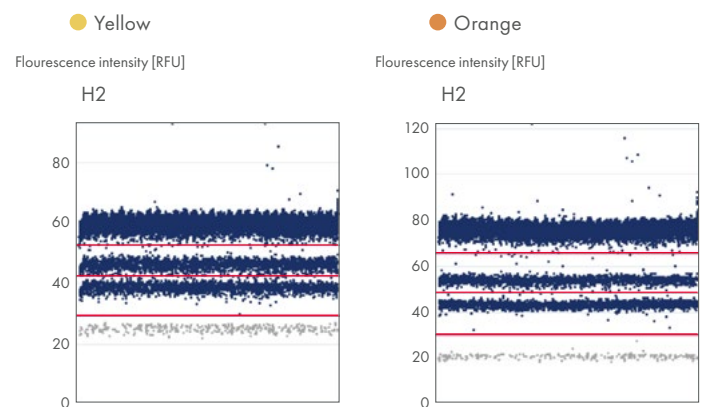 Yellow
Flourescence intensity [RFU]
H2
80
60
40
20
0
Orange
Flourescence intensity [RFU]
H2
120
100
80
60
40
20
0